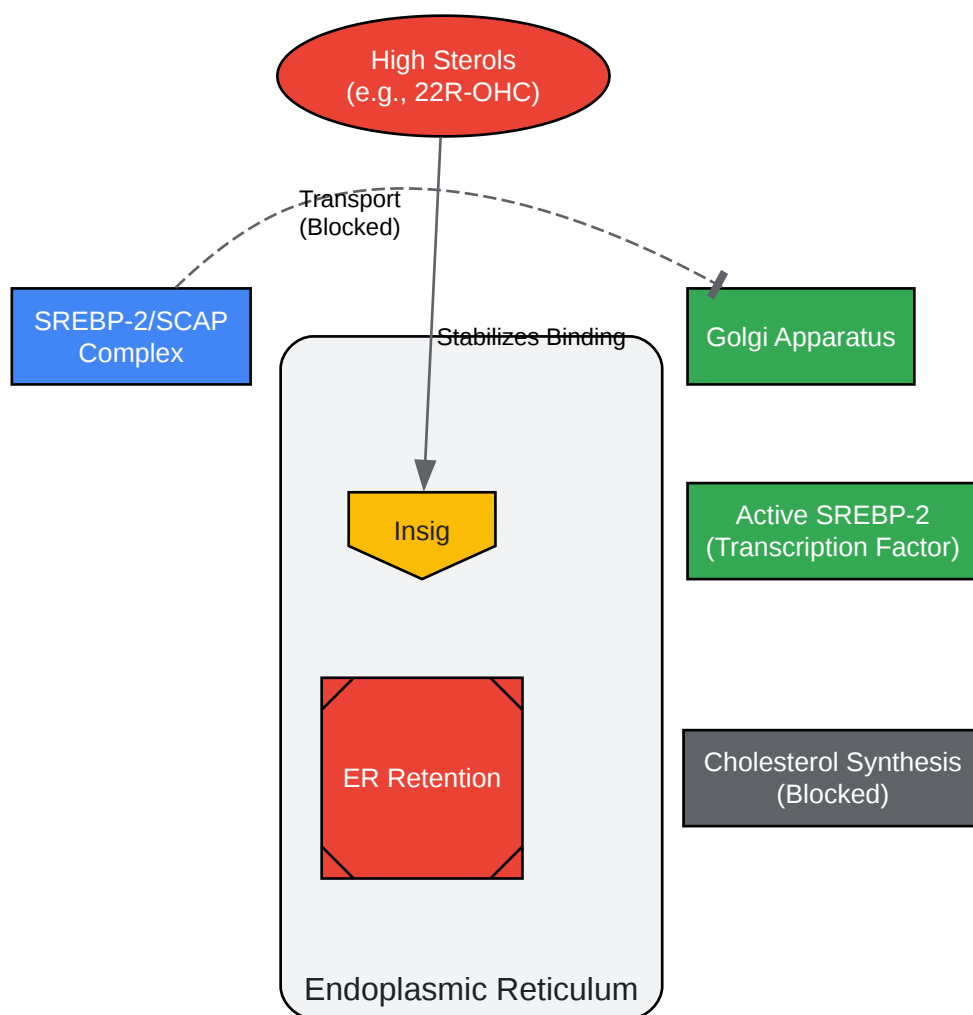 High Sterols
(e.g., 22R-OHC)
Transport
(Blocked)
SREBP-2/SCAP
Complex
Stabilizes Binding
Golgi Apparatus
Insig
Active SREBP-2
(Transcription Factor)
ER Retention
Cholesterol Synthesis
(Blocked)
Endoplasmic Reticulum